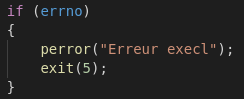 if (errno)
{
    perror("Erreur execl");
    exit(5);
}